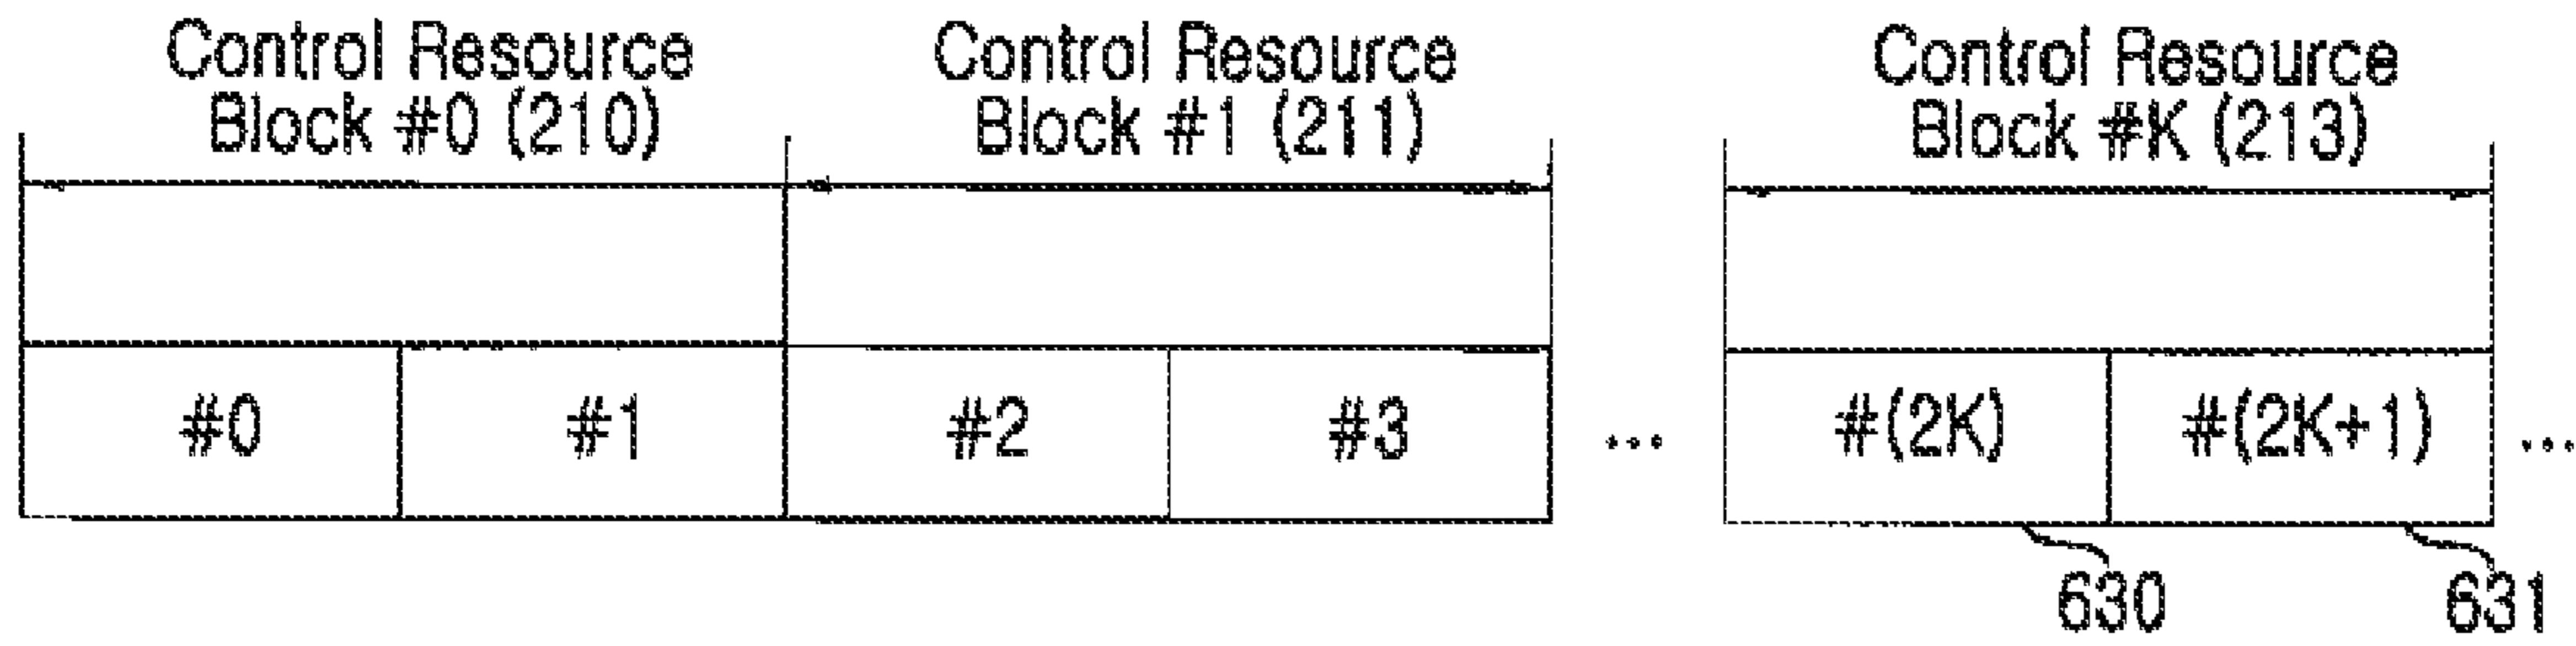 Control Resource
Block #0 (210)
Control Resource
Block #1 (211)
Control Resource
Block #K (213)
#0 #1 #2 #3 ... #(2K) #(2K+1) ...
630 631